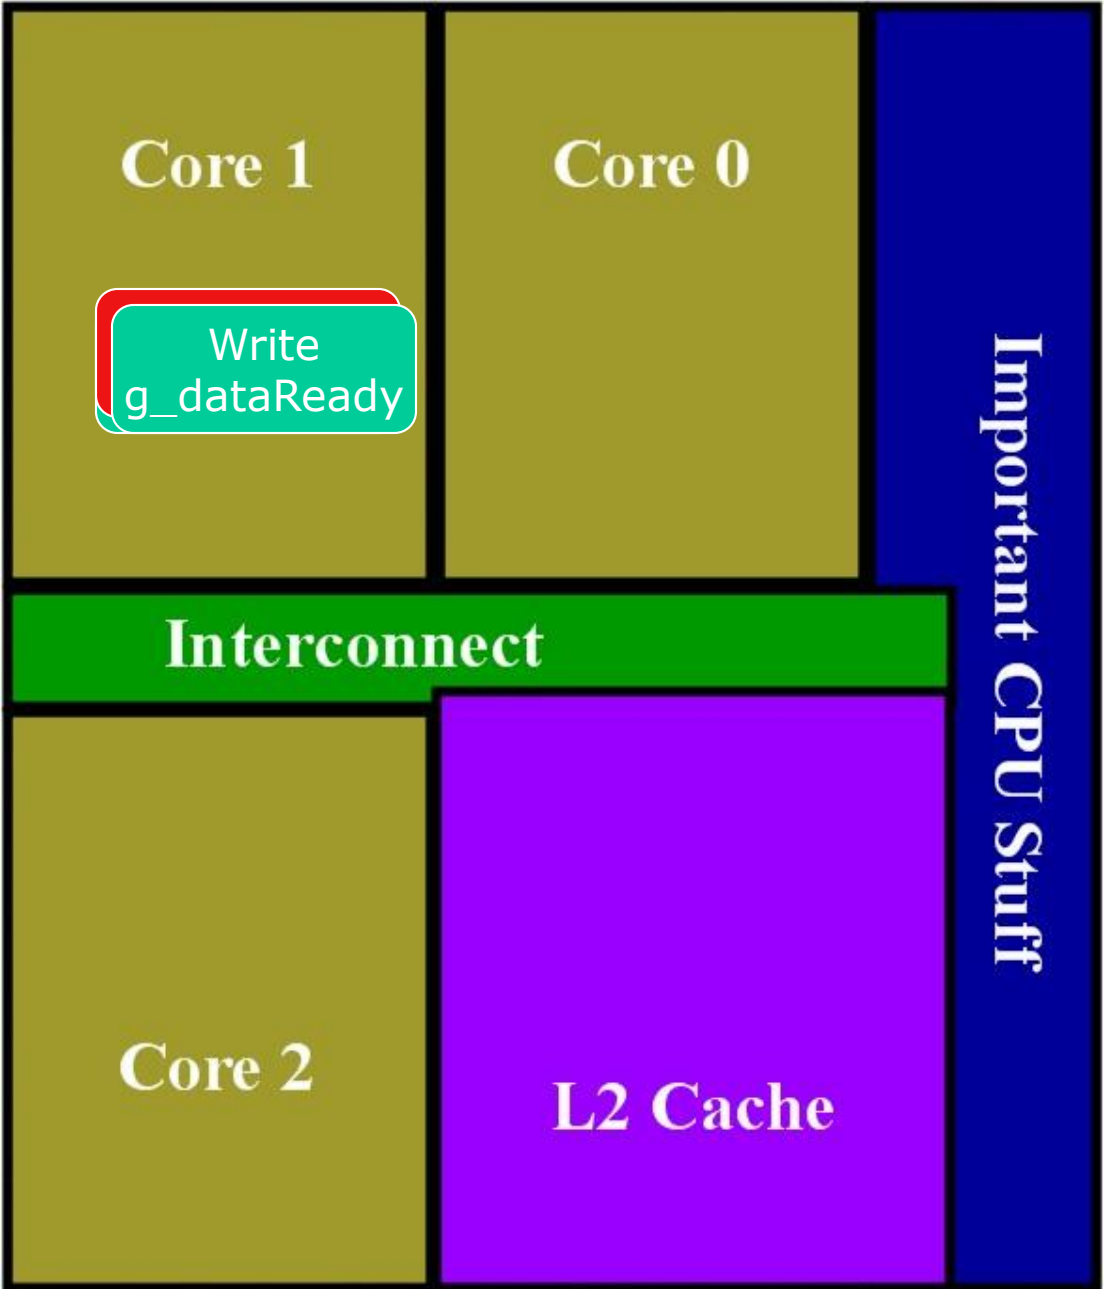 Core 1
Core 0
Write
g_dataReady
Interconnect
Important CPU Stuff
Core 2
L2 Cache